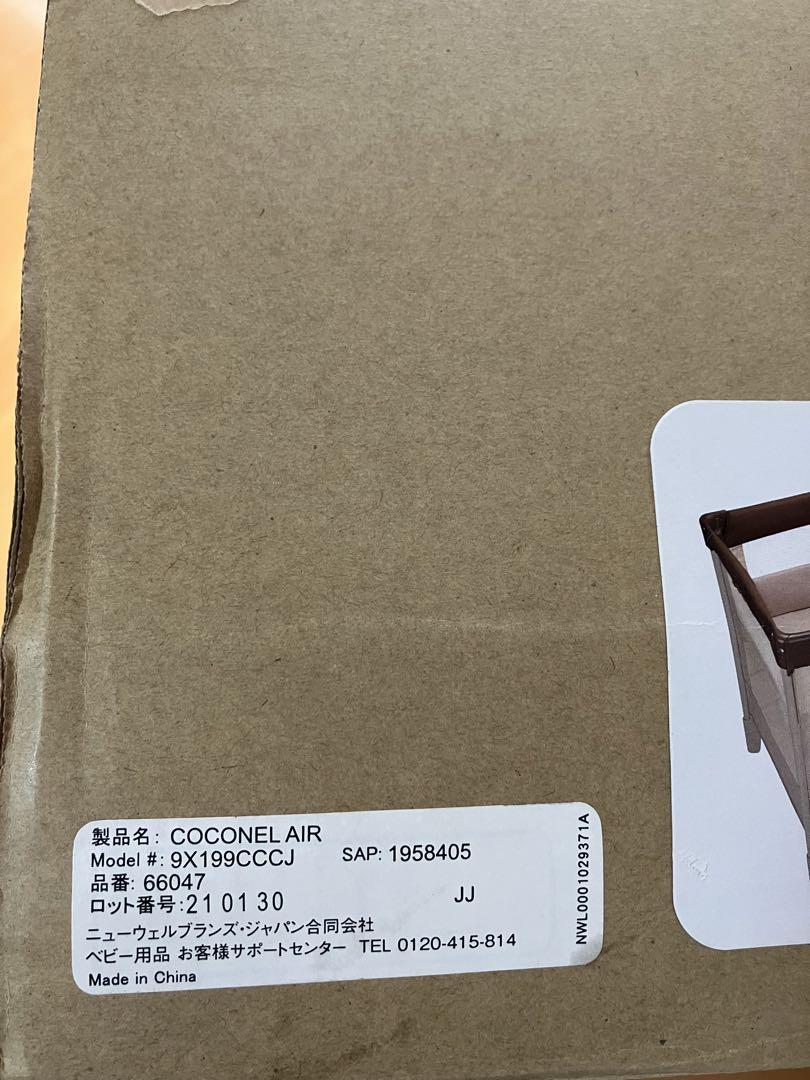 製品名: COCONEL AIR
Model #: 9X199CCCJ SAP: 1958405
品番: 66047
ロット番号:21 01 30 JJ
ニューウェルブランズ・ジャパン合同会社
ベビー用品 お客様サポートセンター TEL 0120-415-814
Made in China
NWL0001029371A